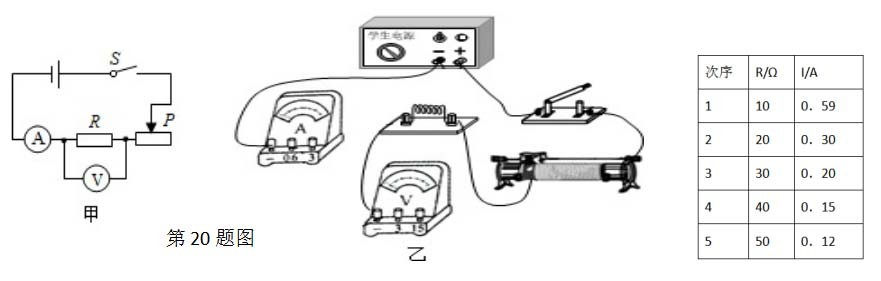 S
P
R
A
V
甲
第20题图
学生电源
− +
A
− 0.6 3
V
− 3 15
乙
次序 R/Ω I/A
1 10 0. 59
2 20 0. 30
3 30 0. 20
4 40 0. 15
5 50 0. 12